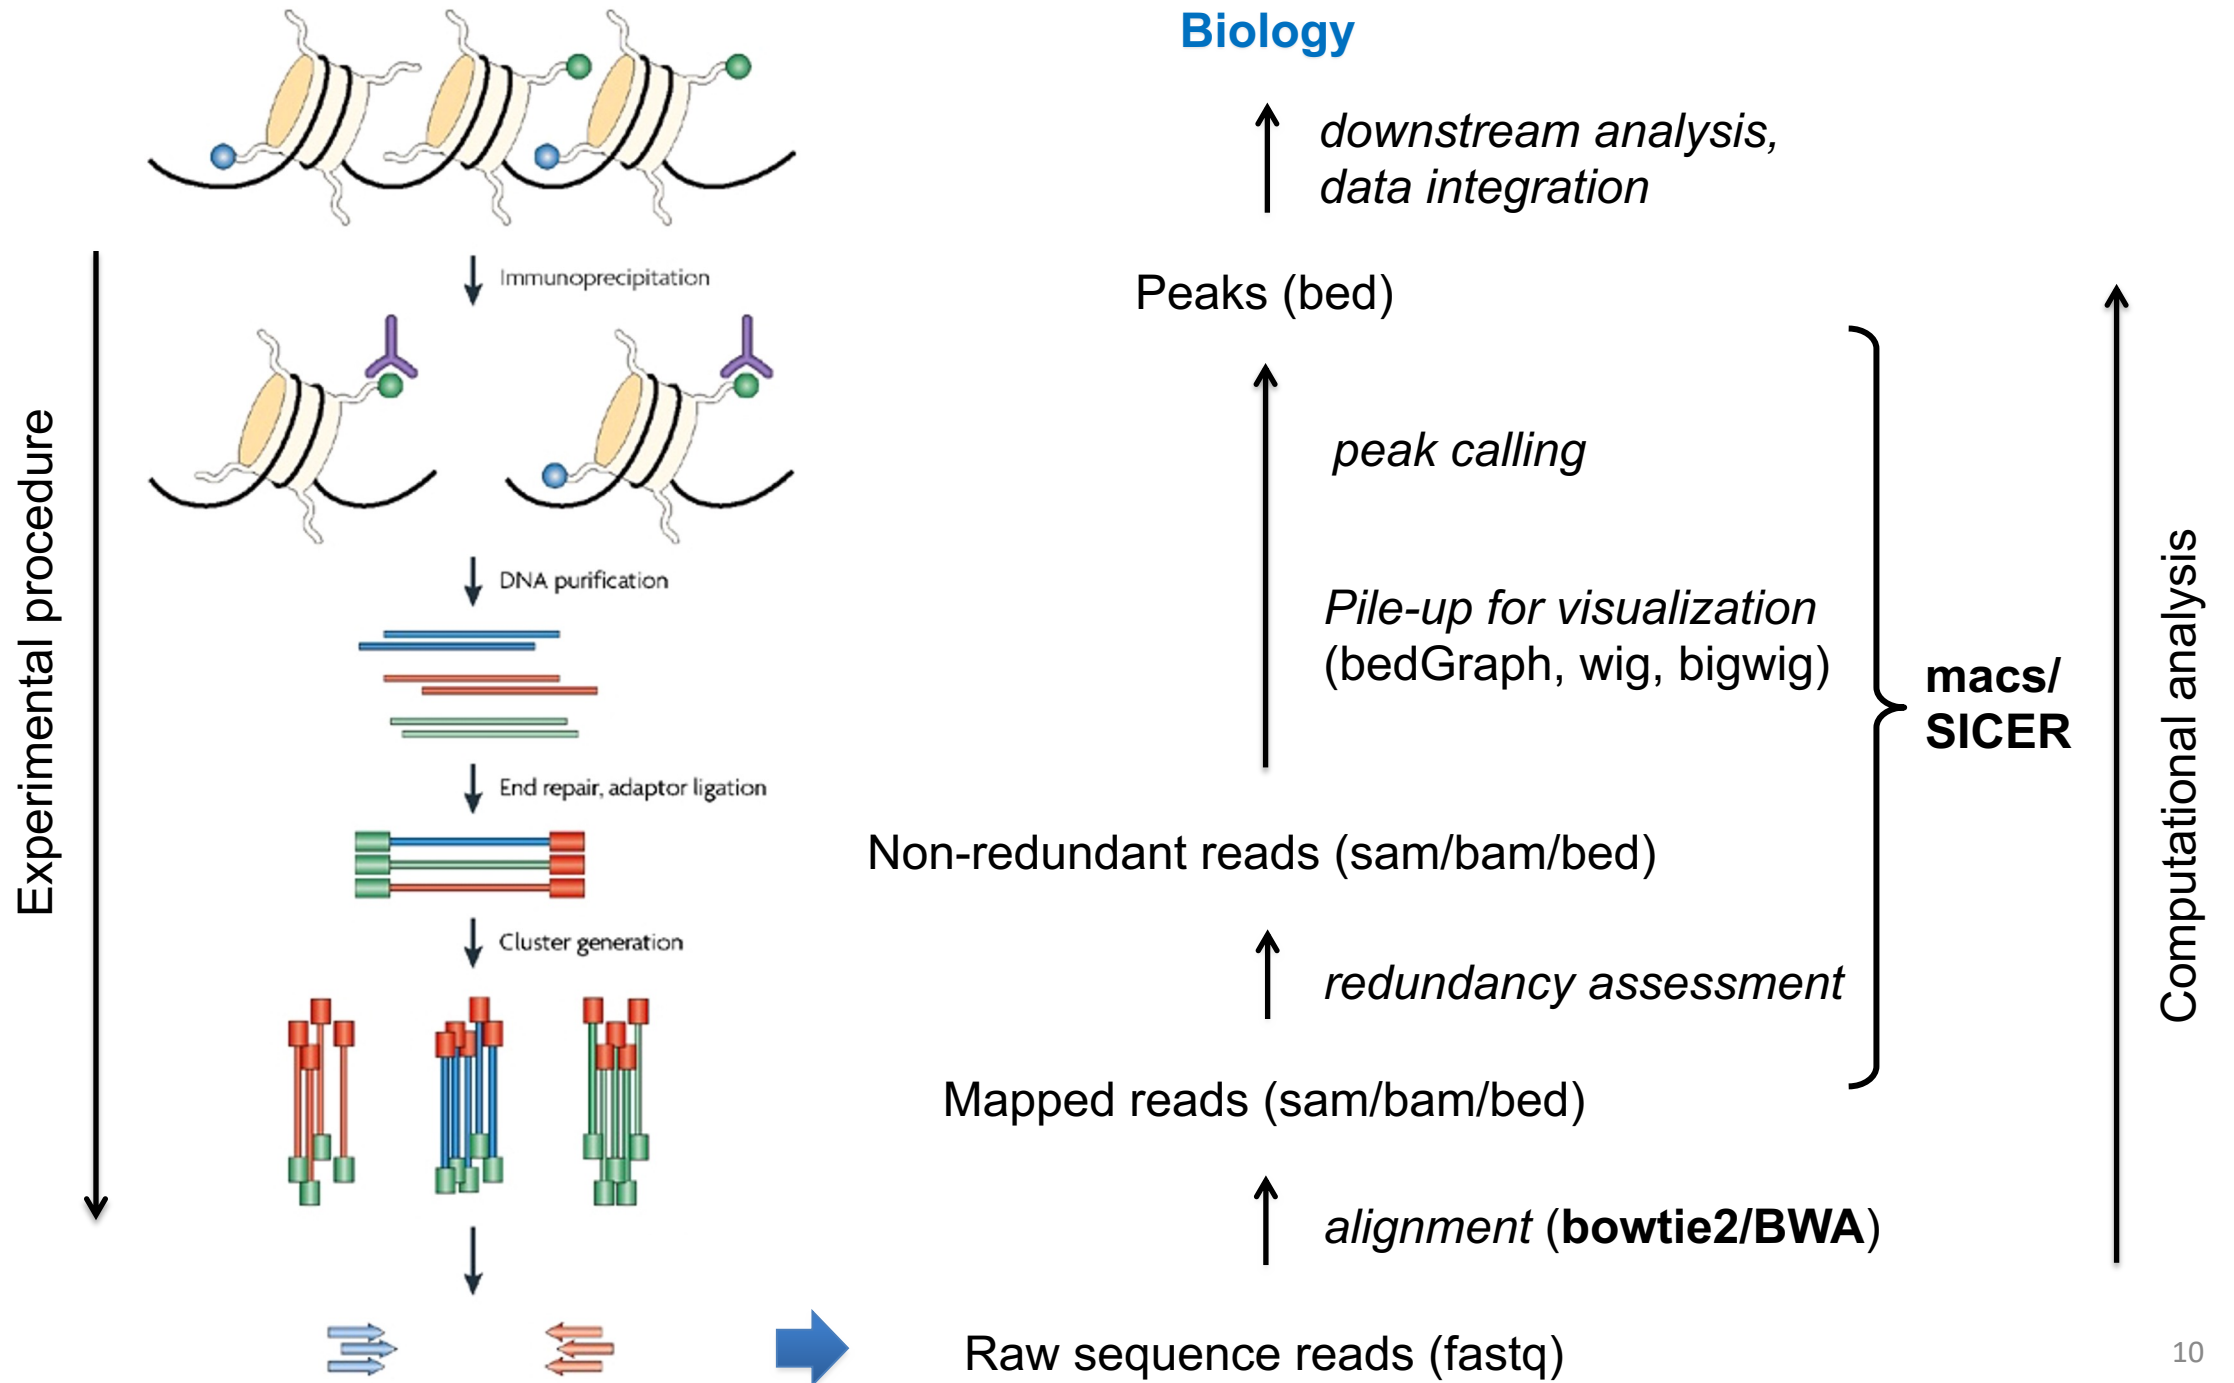 Experimental procedure
Immunoprecipitation
DNA purification
End repair, adaptor ligation
Cluster generation
Biology
downstream analysis,
data integration
Peaks (bed)
peak calling
Pile-up for visualization
(bedGraph, wig, bigwig)
macs/
SICER
Non-redundant reads (sam/bam/bed)
redundancy assessment
Mapped reads (sam/bam/bed)
alignment (bowtie2/BWA)
Raw sequence reads (fastq)
Computational analysis
10